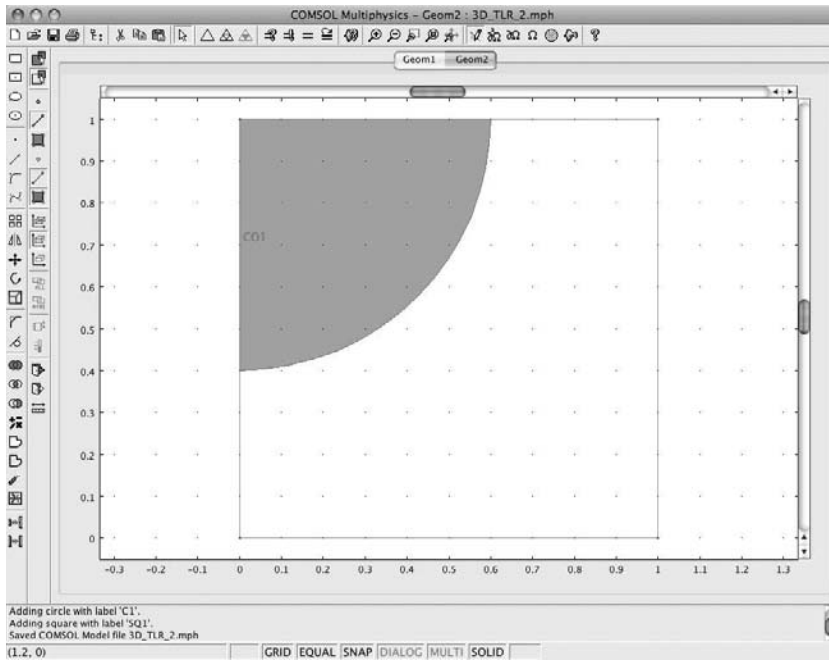 COMSOL Multiphysics – Geom2 : 3D_TLR_2.mph
Geom1 Geom2
1
0.9
0.8
0.7
0.6
0.5
0.4
0.3
0.2
0.1
0
CO1
-0.3 -0.2 -0.1 0 0.1 0.2 0.3 0.4 0.5 0.6 0.7 0.8 0.9 1 1.1 1.2 1.3
Adding circle with label 'C1'.
Adding square with label 'SQ1'.
Saved COMSOL Model file 3D_TLR_2.mph
(1.2, 0) GRID EQUAL SNAP DIALOG MULTI SOLID